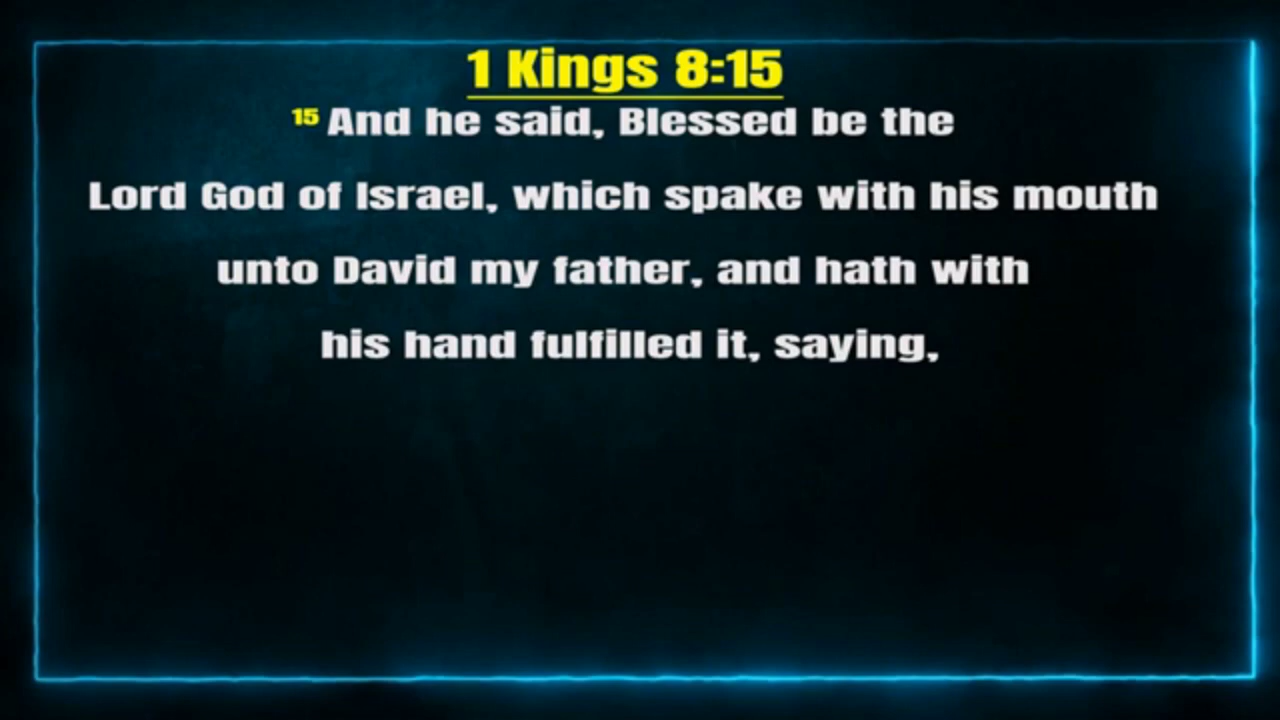 1 Kings 8:15
15 And he said, Blessed be the
Lord God of Israel, which spake with his mouth
unto David my father, and hath with
his hand fulfilled it, saying,